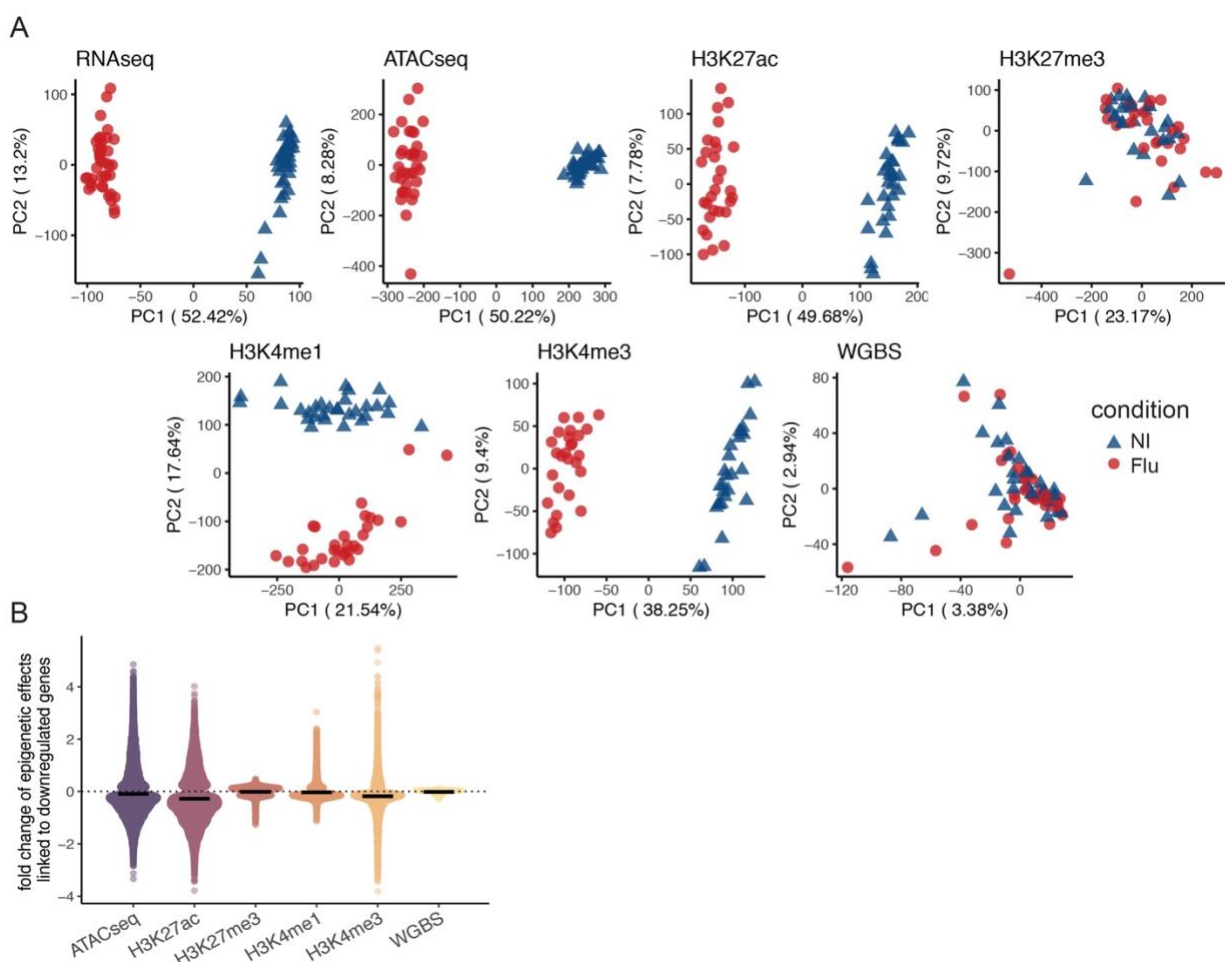 A
RNAseq
ATACseq
H3K27ac
H3K27me3
PC2 ( 13.2%)
100
0
−100
−100 −50 0 50 100
PC1 ( 52.42%)
PC2 ( 8.28%)
200
0
−200
−400
−300 −200 −100 0 100 200 300
PC1 ( 50.22%)
PC2 ( 7.78%)
100
50
0
−50
−100
−100 0 100 200
PC1 ( 49.68%)
PC2 ( 9.72%)
100
0
−100
−200
−300
−400 −200 0 200
PC1 ( 23.17%)
H3K4me1
H3K4me3
WGBS
PC2 ( 17.64%)
200
100
0
−100
−200
−250 0 250
PC1 ( 21.54%)
PC2 ( 9.4%)
100
50
0
−50
−100
−100 −50 0 50 100
PC1 ( 38.25%)
PC2 ( 2.94%)
80
40
0
−40
−120 −80 −40 0
PC1 ( 3.38%)
condition
NI
Flu
B
fold change of epigenetic effects
linked to downregulated genes
4
2
0
−2
−4
ATACseq
H3K27ac
H3K27me3
H3K4me1
H3K4me3
WGBS